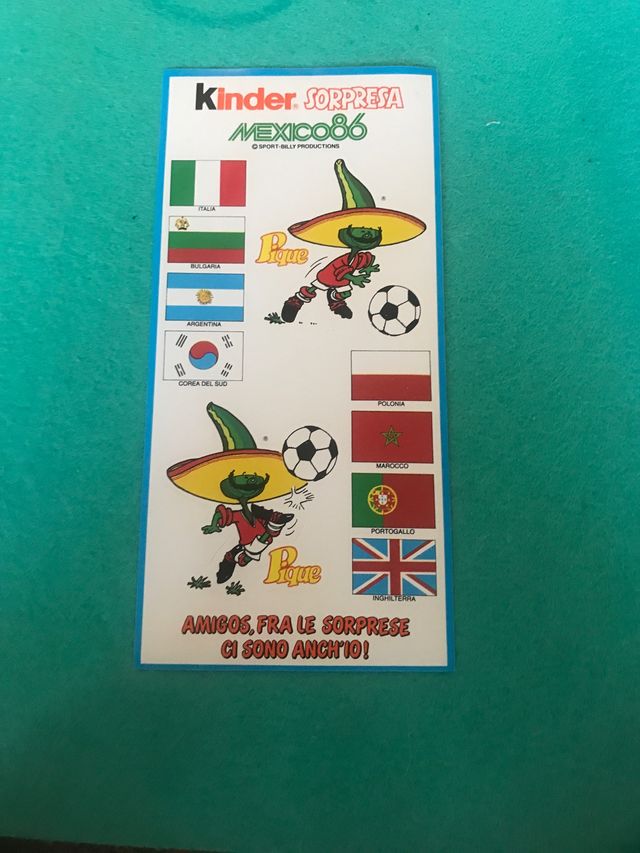 Kinder® SORPRESA
MEXICO86
© SPORT-BILLY PRODUCTIONS
ITALIA
BULGARIA
ARGENTINA
COREA DEL SUD
®
Pique
POLONIA
MAROCCO
PORTOGALLO
INGHILTERRA
®
Pique
AMIGOS, FRA LE SORPRESE
CI SONO ANCH'IO!